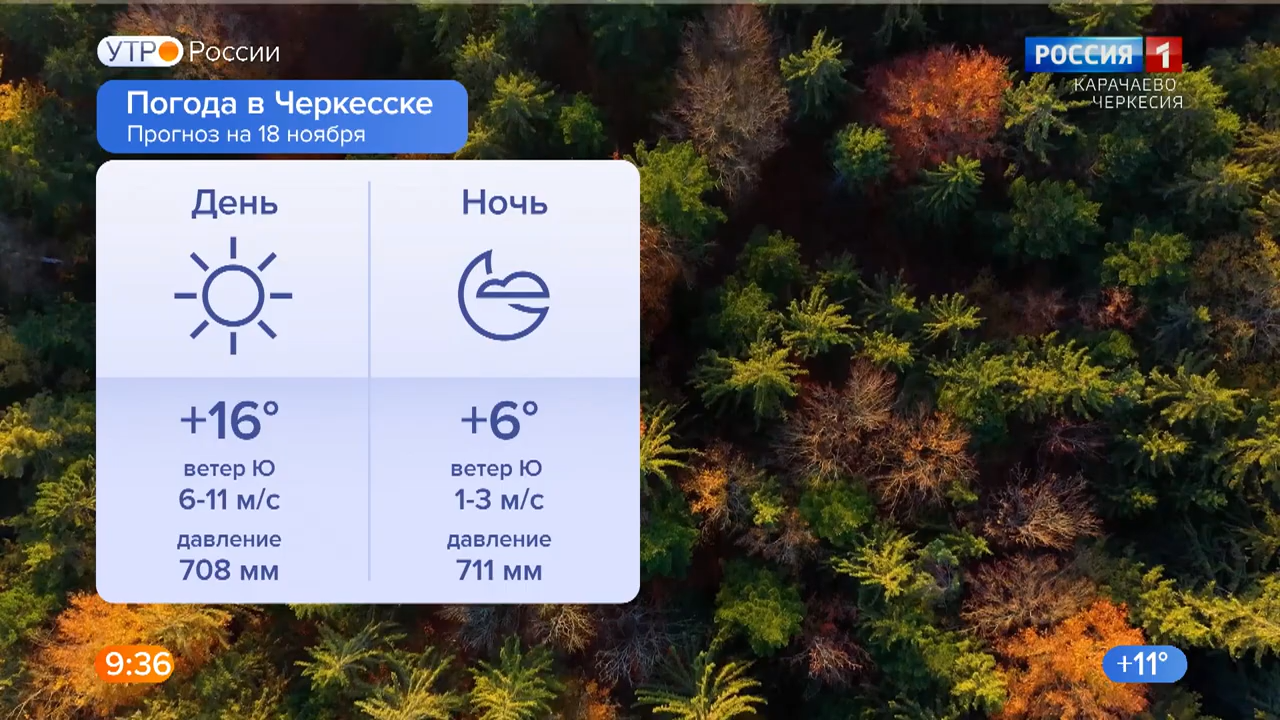 УТРО России
РОССИЯ 1
КАРАЧАЕВО-
ЧЕРКЕСИЯ
Погода в Черкесске
Прогноз на 18 ноября
День
Ночь
+16°
+6°
ветер Ю
ветер Ю
6-11 м/с
1-3 м/с
давление
давление
708 мм
711 мм
9:36
+11°